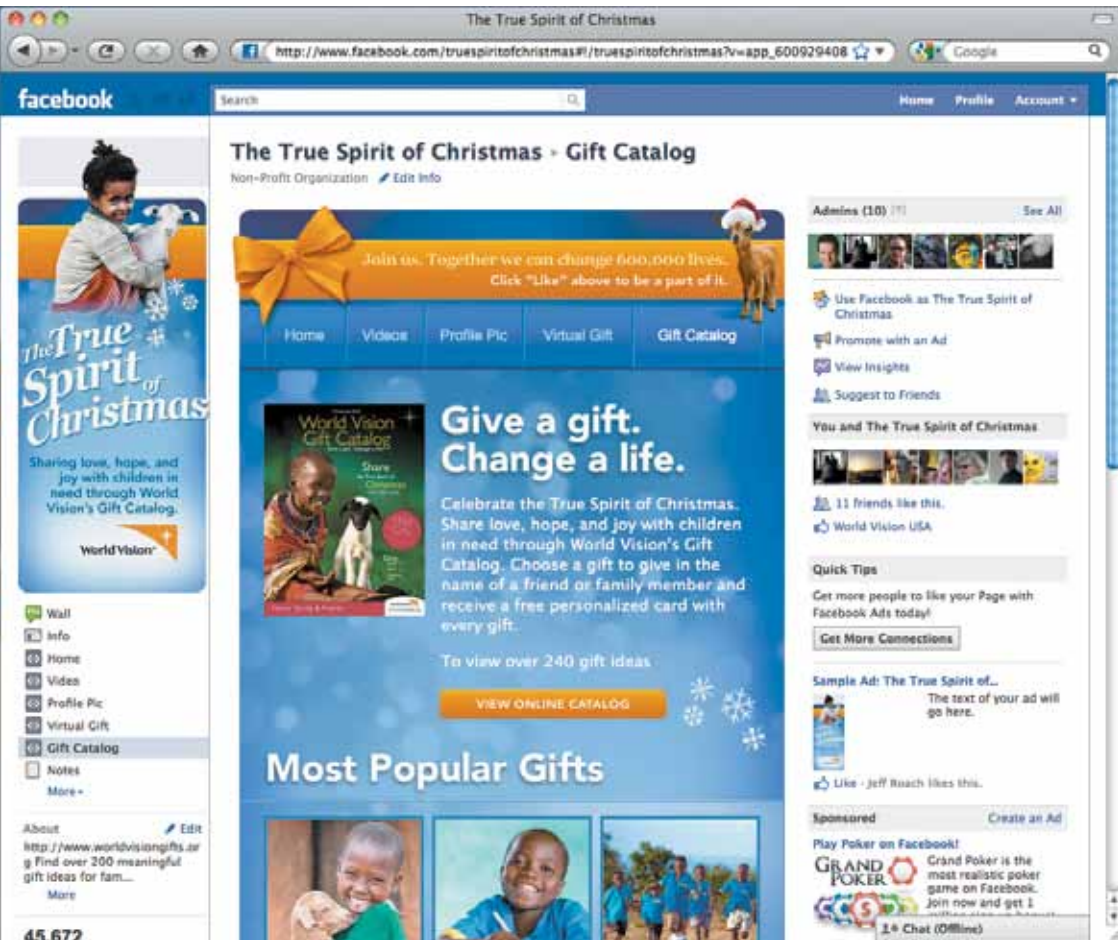 The True Spirit of Christmas
http://www.facebook.com/truespiritofchristmas#!/truespiritofchristmas?v=app_600929408
Google
facebook
Search
Home Profile Account
The True Spirit of Christmas
Sharing love, hope, and
joy with children in
need through World
Vision's Gift Catalog.
World Vision
Wall
Info
Home
Video
Profile Pic
Virtual Gift
Gift Catalog
Notes
More
About Edit
http://www.worldvisiongifts.or
g Find over 200 meaningful
gift ideas for fam...
More
45,672
The True Spirit of Christmas Gift Catalog
Non-Profit Organization Edit Info
Join us. Together we can change 600,000 lives.
Click "Like" above to be a part of it.
Home Videos Profile Pic Virtual Gift Gift Catalog
World Vision
Gift Catalog
Share
Christmas
Give a gift.
Change a life.
Celebrate the True Spirit of Christmas.
Share love, hope, and joy with children
in need through World Vision's Gift
Catalog. Choose a gift to give in the
name of a friend or family member and
receive a free personalized card with
every gift.
To view over 240 gift ideas
VIEW ONLINE CATALOG
Most Popular Gifts
Admins (10) [?] See All
Use Facebook as The True Spirit of
Christmas
Promote with an Ad
View Insights
Suggest to Friends
You and The True Spirit of Christmas
11 friends like this.
World Vision USA
Quick Tips
Get more people to like your Page with
Facebook Ads today!
Get More Connections
Sample Ad: The True Spirit of...
The text of your ad will
go here.
Like · Jeff Roach likes this.
Sponsored Create an Ad
Play Poker on Facebook!
GRAND
POKER
Grand Poker is the
most realistic poker
game on Facebook.
Join now and get 1
Chat (Offline)